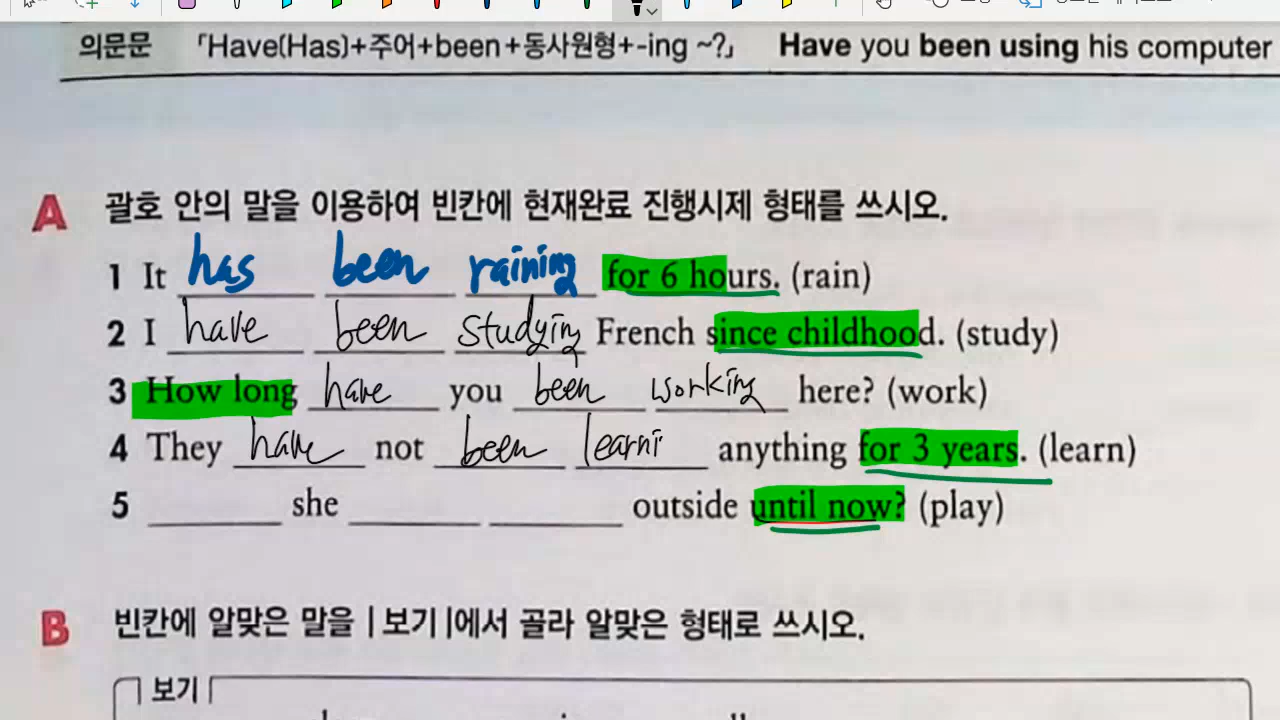 의문문 「Have(Has)+주어+been+동사원형+-ing ~?」 Have you been using his computer
A 괄호 안의 말을 이용하여 빈칸에 현재완료 진행시제 형태를 쓰시오.
1 It has been raining for 6 hours. (rain)
2 I have been studying French since childhood. (study)
3 How long have you been working here? (work)
4 They have not been learni anything for 3 years. (learn)
5 ______ she ______ ______ outside until now? (play)
B 빈칸에 알맞은 말을 | 보기 |에서 골라 알맞은 형태로 쓰시오.
보기